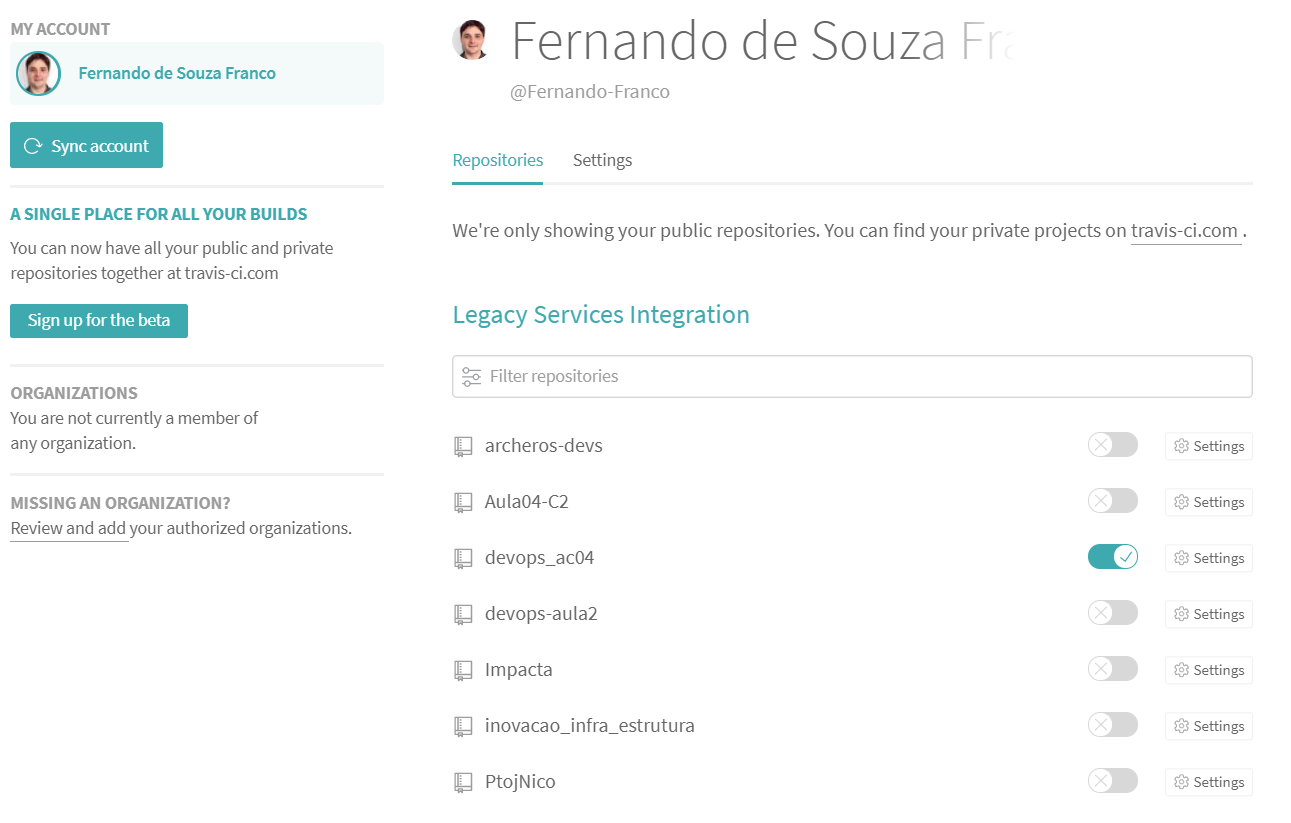 MY ACCOUNT
Fernando de Souza Franco
Sync account
A SINGLE PLACE FOR ALL YOUR BUILDS
You can now have all your public and private
repositories together at travis-ci.com
Sign up for the beta
ORGANIZATIONS
You are not currently a member of
any organization.
MISSING AN ORGANIZATION?
Review and add your authorized organizations.
Fernando de Souza Fra
@Fernando-Franco
Repositories Settings
We're only showing your public repositories. You can find your private projects on travis-ci.com .
Legacy Services Integration
Filter repositories
archeros-devs Settings
Aula04-C2 Settings
devops_ac04 Settings
devops-aula2 Settings
Impacta Settings
inovacao_infra_estrutura Settings
PtojNico Settings